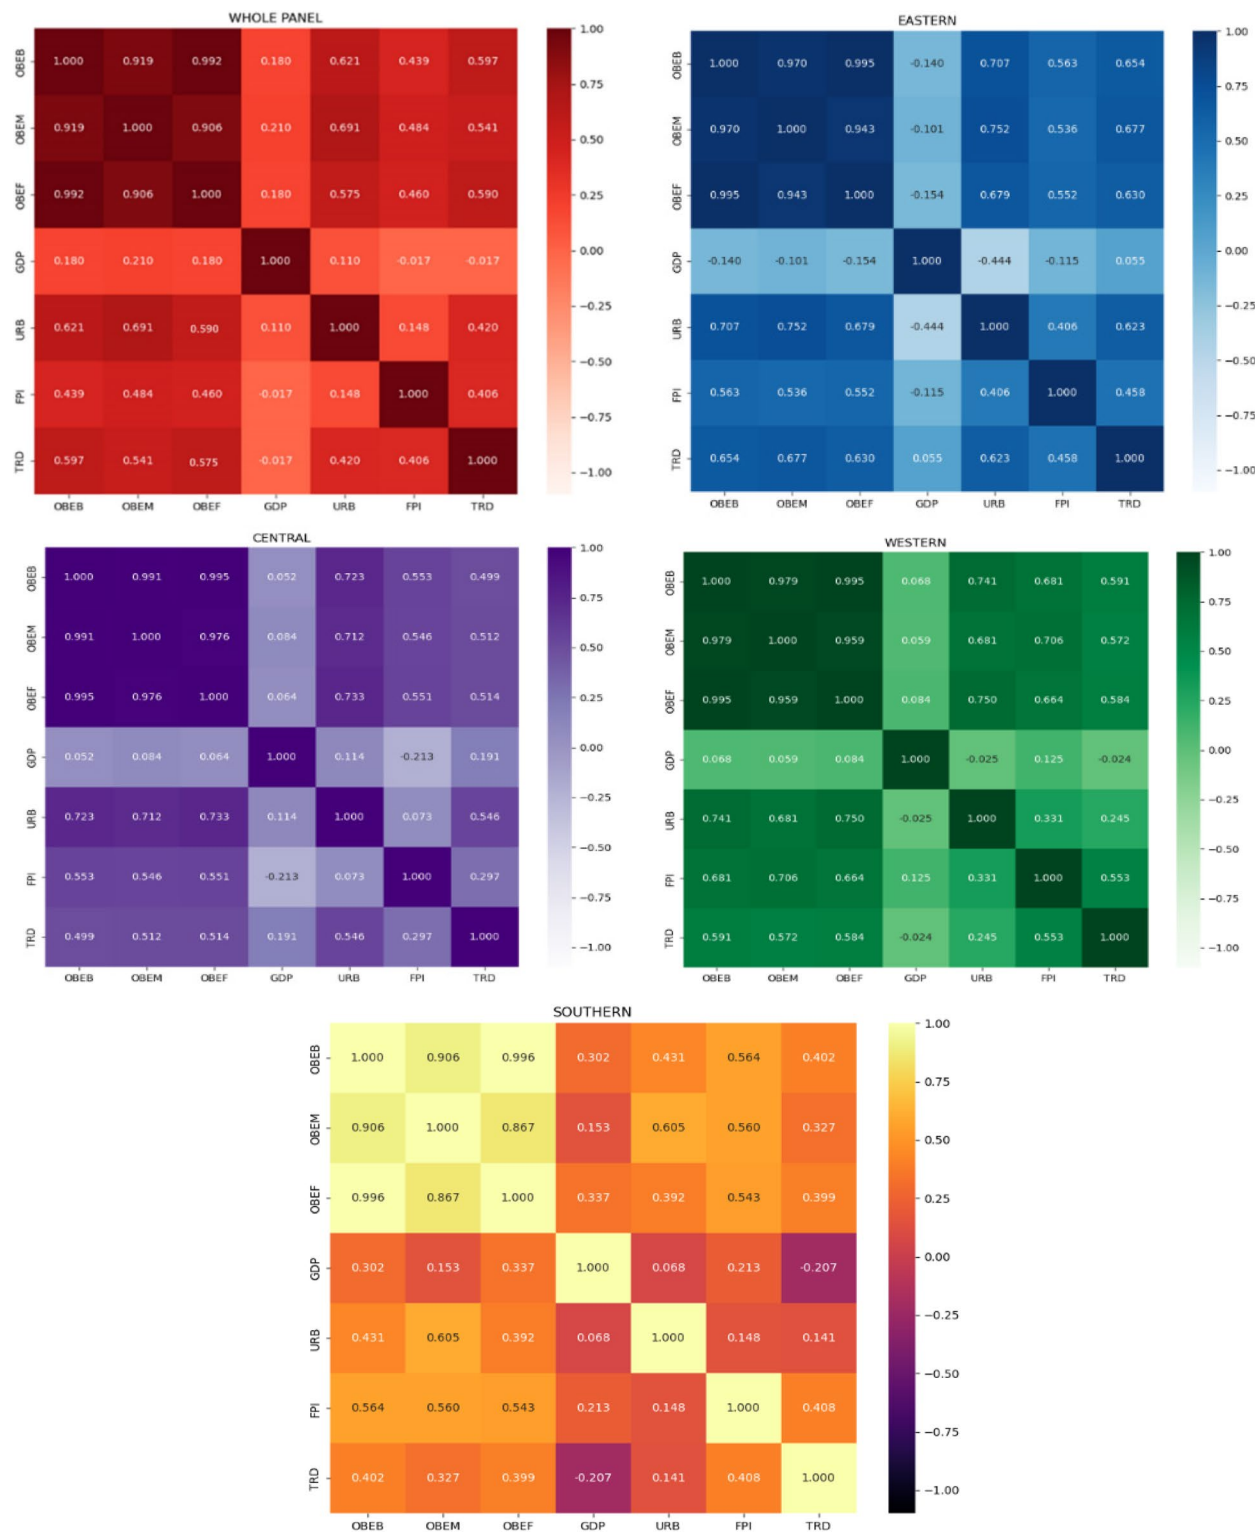 WHOLE PANEL
OBEB 1.000 0.919 0.992 0.180 0.621 0.439 0.597
OBEM 0.919 1.000 0.906 0.210 0.691 0.484 0.541
OBEF 0.992 0.906 1.000 0.180 0.575 0.460 0.590
GDP 0.180 0.210 0.180 1.000 0.110 -0.017 -0.017
URB 0.621 0.691 0.590 0.110 1.000 0.148 0.420
FPI 0.439 0.484 0.460 -0.017 0.148 1.000 0.406
TRD 0.597 0.541 0.575 -0.017 0.420 0.406 1.000
OBEB OBEM OBEF GDP URB FPI TRD
1.00
0.75
0.50
0.25
0.00
−0.25
−0.50
−0.75
−1.00
EASTERN
OBEB 1.000 0.970 0.995 -0.140 0.707 0.563 0.654
OBEM 0.970 1.000 0.943 -0.101 0.752 0.536 0.677
OBEF 0.995 0.943 1.000 -0.154 0.679 0.552 0.630
GDP -0.140 -0.101 -0.154 1.000 -0.444 -0.115 0.055
URB 0.707 0.752 0.679 -0.444 1.000 0.406 0.623
FPI 0.563 0.536 0.552 -0.115 0.406 1.000 0.458
TRD 0.654 0.677 0.630 0.055 0.623 0.458 1.000
OBEB OBEM OBEF GDP URB FPI TRD
1.00
0.75
0.50
0.25
0.00
−0.25
−0.50
−0.75
−1.00
CENTRAL
OBEB 1.000 0.991 0.995 0.052 0.723 0.553 0.499
OBEM 0.991 1.000 0.976 0.084 0.712 0.546 0.512
OBEF 0.995 0.976 1.000 0.064 0.733 0.551 0.514
GDP 0.052 0.084 0.064 1.000 0.114 -0.213 0.191
URB 0.723 0.712 0.733 0.114 1.000 0.073 0.546
FPI 0.553 0.546 0.551 -0.213 0.073 1.000 0.297
TRD 0.499 0.512 0.514 0.191 0.546 0.297 1.000
OBEB OBEM OBEF GDP URB FPI TRD
1.00
0.75
0.50
0.25
0.00
−0.25
−0.50
−0.75
−1.00
WESTERN
OBEB 1.000 0.979 0.995 0.068 0.741 0.681 0.591
OBEM 0.979 1.000 0.959 0.059 0.681 0.706 0.572
OBEF 0.995 0.959 1.000 0.084 0.750 0.664 0.584
GDP 0.068 0.059 0.084 1.000 -0.025 0.125 -0.024
URB 0.741 0.681 0.750 -0.025 1.000 0.331 0.245
FPI 0.681 0.706 0.664 0.125 0.331 1.000 0.553
TRD 0.591 0.572 0.584 -0.024 0.245 0.553 1.000
OBEB OBEM OBEF GDP URB FPI TRD
1.00
0.75
0.50
0.25
0.00
−0.25
−0.50
−0.75
−1.00
SOUTHERN
OBEB 1.000 0.906 0.996 0.302 0.431 0.564 0.402
OBEM 0.906 1.000 0.867 0.153 0.605 0.560 0.327
OBEF 0.996 0.867 1.000 0.337 0.392 0.543 0.399
GDP 0.302 0.153 0.337 1.000 0.068 0.213 -0.207
URB 0.431 0.605 0.392 0.068 1.000 0.148 0.141
FPI 0.564 0.560 0.543 0.213 0.148 1.000 0.408
TRD 0.402 0.327 0.399 -0.207 0.141 0.408 1.000
OBEB OBEM OBEF GDP URB FPI TRD
1.00
0.75
0.50
0.25
0.00
−0.25
−0.50
−0.75
−1.00